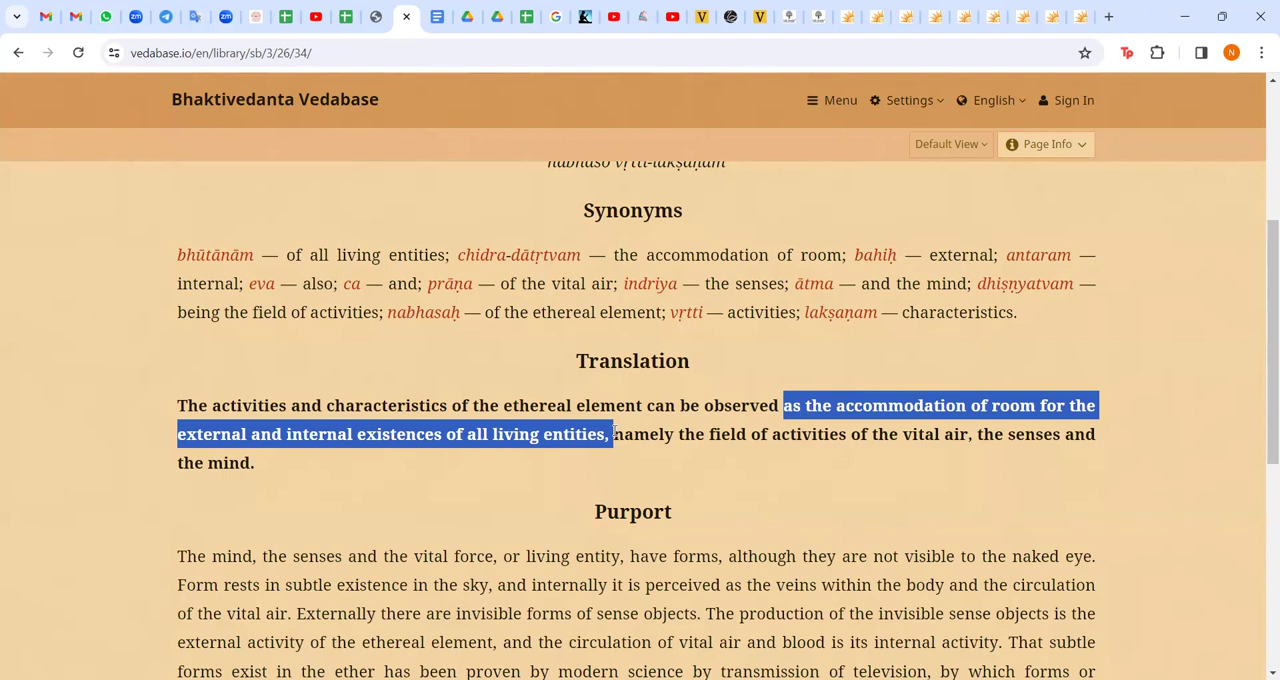 vedabase.io/en/library/sb/3/26/34/
Tp
N
Bhaktivedanta Vedabase
Menu Settings English Sign In
Default View Page Info
nabhaso vṛtti-lakṣaṇam
Synonyms
bhūtānām — of all living entities; chidra-dātṛtvam — the accommodation of room; bahiḥ — external; antaram —
internal; eva — also; ca — and; prāṇa — of the vital air; indriya — the senses; ātma — and the mind; dhiṣṇyatvam —
being the field of activities; nabhasaḥ — of the ethereal element; vṛtti — activities; lakṣaṇam — characteristics.
Translation
The activities and characteristics of the ethereal element can be observed as the accommodation of room for the
external and internal existences of all living entities, namely the field of activities of the vital air, the senses and
the mind.
Purport
The mind, the senses and the vital force, or living entity, have forms, although they are not visible to the naked eye.
Form rests in subtle existence in the sky, and internally it is perceived as the veins within the body and the circulation
of the vital air. Externally there are invisible forms of sense objects. The production of the invisible sense objects is the
external activity of the ethereal element, and the circulation of vital air and blood is its internal activity. That subtle
forms exist in the ether has been proven by modern science by transmission of television, by which forms or